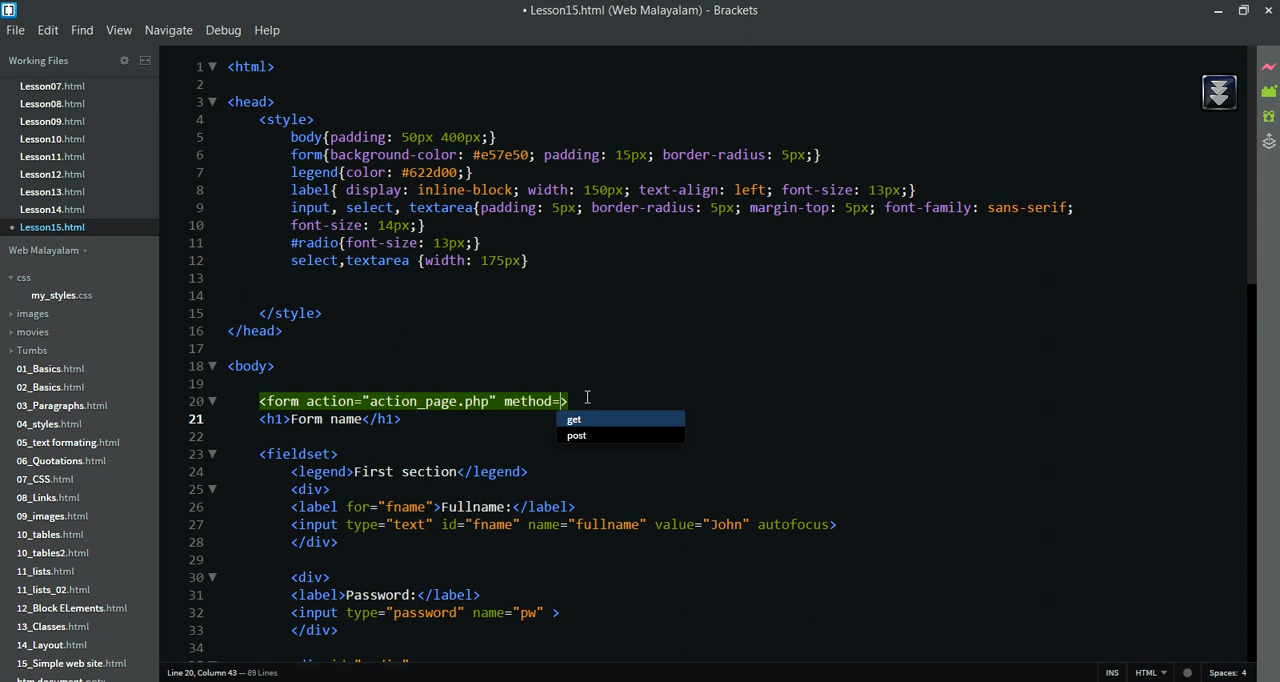 • Lesson15.html (Web Malayalam) - Brackets
File Edit Find View Navigate Debug Help
Working Files
Lesson07.html
Lesson08.html
Lesson09.html
Lesson10.html
Lesson11.html
Lesson12.html
Lesson13.html
Lesson14.html
• Lesson15.html
Web Malayalam
css
my_styles.css
images
movies
Tumbs
01_Basics.html
02_Basics.html
03_Paragraphs.html
04_styles.html
05_text formating.html
06_Quotations.html
07_CSS.html
08_Links.html
09_images.html
10_tables.html
10_tables2.html
11_lists.html
11_lists_02.html
12_Block ELements.html
13_Classes.html
14_Layout.html
15_Simple web site.html
1 <html>
2
3 <head>
4 <style>
5 body{padding: 50px 400px;}
6 form{background-color: #e57e50; padding: 15px; border-radius: 5px;}
7 legend{color: #622d00;}
8 label{ display: inline-block; width: 150px; text-align: left; font-size: 13px;}
9 input, select, textarea{padding: 5px; border-radius: 5px; margin-top: 5px; font-family: sans-serif;
10 font-size: 14px;}
11 #radio{font-size: 13px;}
12 select,textarea {width: 175px}
13
14
15 </style>
16 </head>
17
18 <body>
19
20 <form action="action_page.php" method=>
21 <h1>Form name</h1>
get
post
22
23 <fieldset>
24 <legend>First section</legend>
25 <div>
26 <label for="fname">Fullname:</label>
27 <input type="text" id="fname" name="fullname" value="John" autofocus>
28 </div>
29
30 <div>
31 <label>Password:</label>
32 <input type="password" name="pw" >
33 </div>
34
Line 20, Column 43 — 89 Lines
INS HTML Spaces: 4